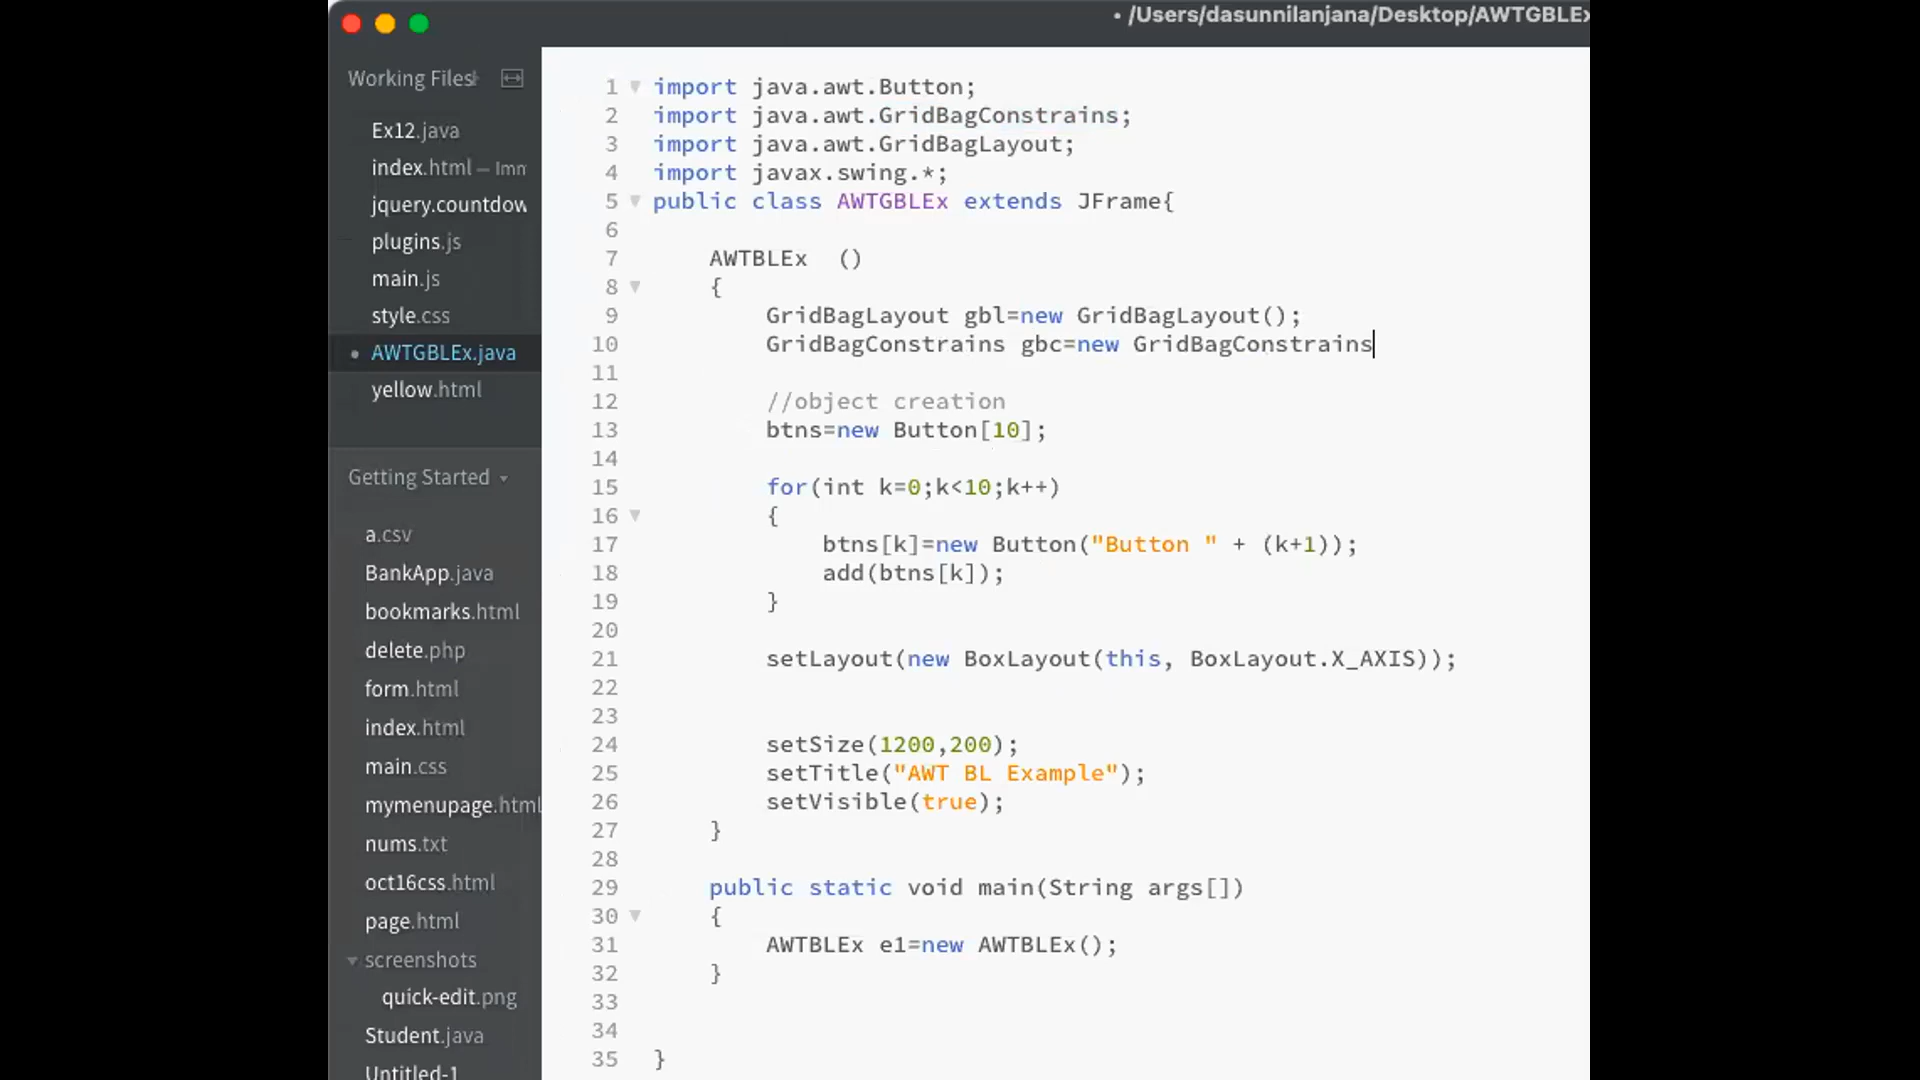 • /Users/dasunnilanjana/Desktop/AWTGBLEx
Working Files
Ex12.java
index.html — Imm
jquery.countdow
plugins.js
main.js
style.css
• AWTGBLEx.java
yellow.html
Getting Started
a.csv
BankApp.java
bookmarks.html
delete.php
form.html
index.html
main.css
mymenupage.html
nums.txt
oct16css.html
page.html
screenshots
quick-edit.png
Student.java
Untitled-1
1 import java.awt.Button;
2 import java.awt.GridBagConstrains;
3 import java.awt.GridBagLayout;
4 import javax.swing.*;
5 public class AWTGBLEx extends JFrame{
6
7 AWTBLEx  ()
8 {
9 GridBagLayout gbl=new GridBagLayout();
10 GridBagConstrains gbc=new GridBagConstrains
11
12 //object creation
13 btns=new Button[10];
14
15 for(int k=0;k<10;k++)
16 {
17 btns[k]=new Button("Button " + (k+1));
18 add(btns[k]);
19 }
20
21 setLayout(new BoxLayout(this, BoxLayout.X_AXIS));
22
23
24 setSize(1200,200);
25 setTitle("AWT BL Example");
26 setVisible(true);
27 }
28
29 public static void main(String args[])
30 {
31 AWTBLEx e1=new AWTBLEx();
32 }
33
34
35 }